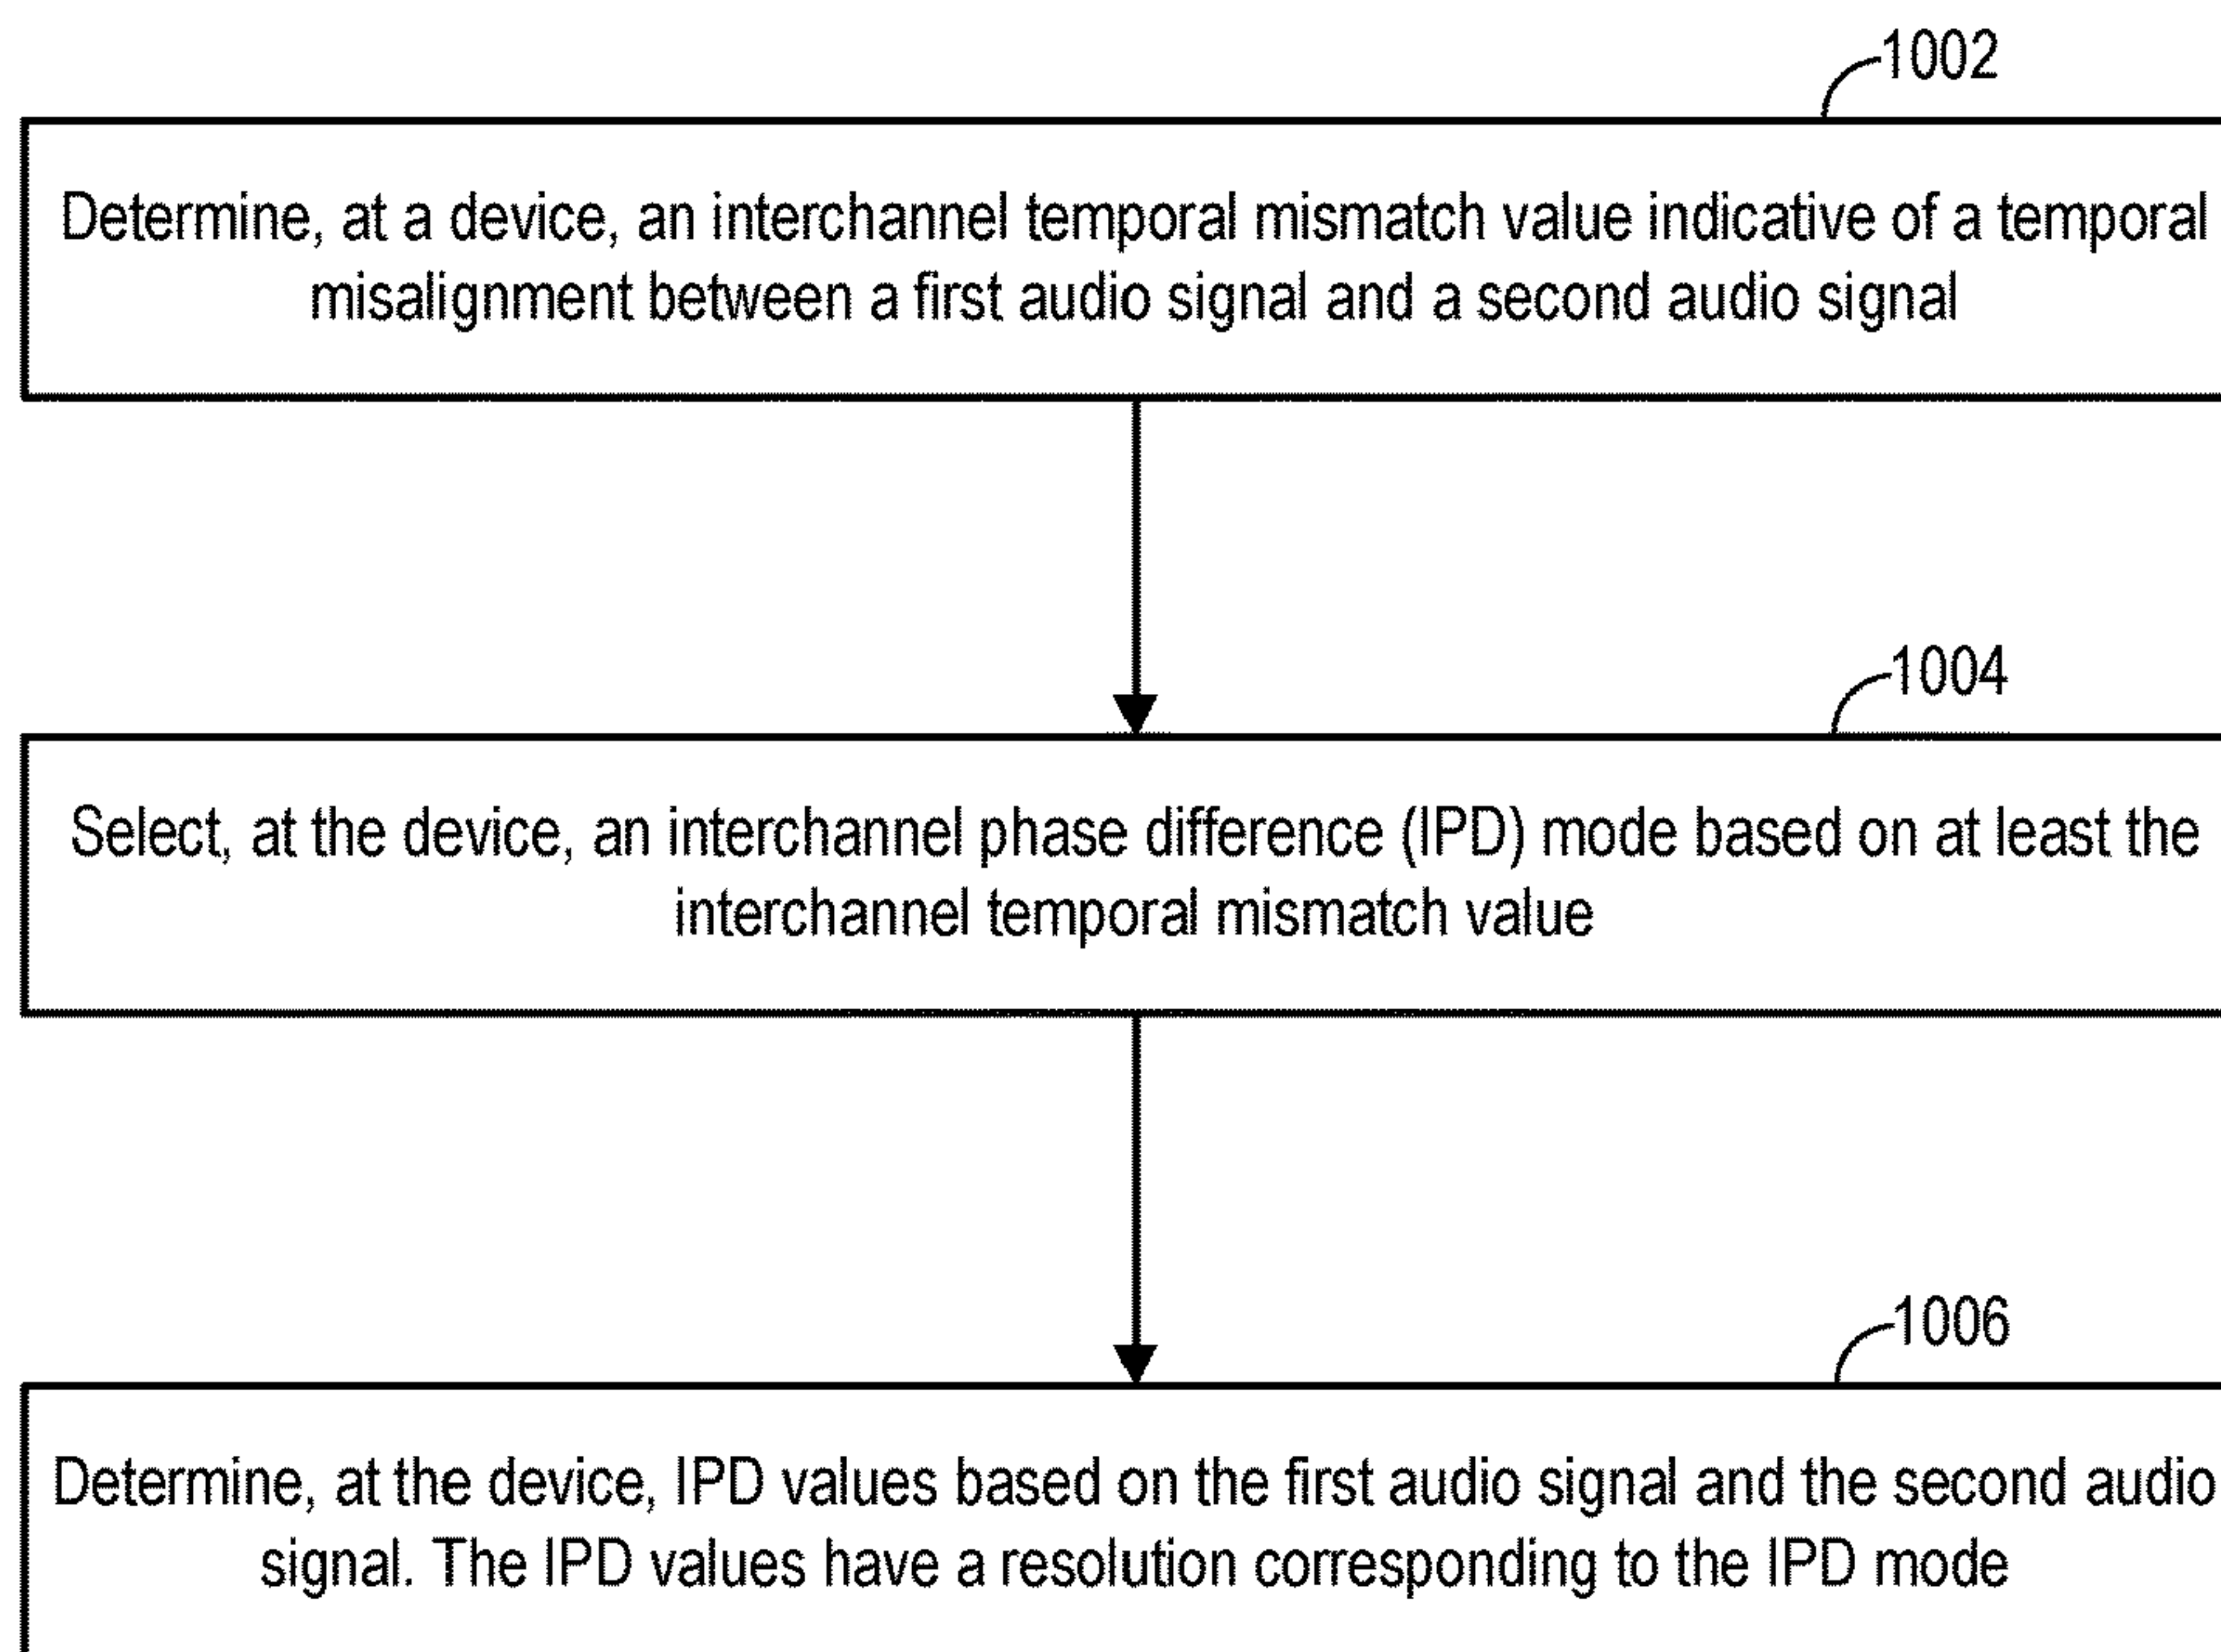 1002
Determine, at a device, an interchannel temporal mismatch value indicative of a temporal
misalignment between a first audio signal and a second audio signal
1004
Select, at the device, an interchannel phase difference (IPD) mode based on at least the
interchannel temporal mismatch value
1006
Determine, at the device, IPD values based on the first audio signal and the second audio
signal. The IPD values have a resolution corresponding to the IPD mode